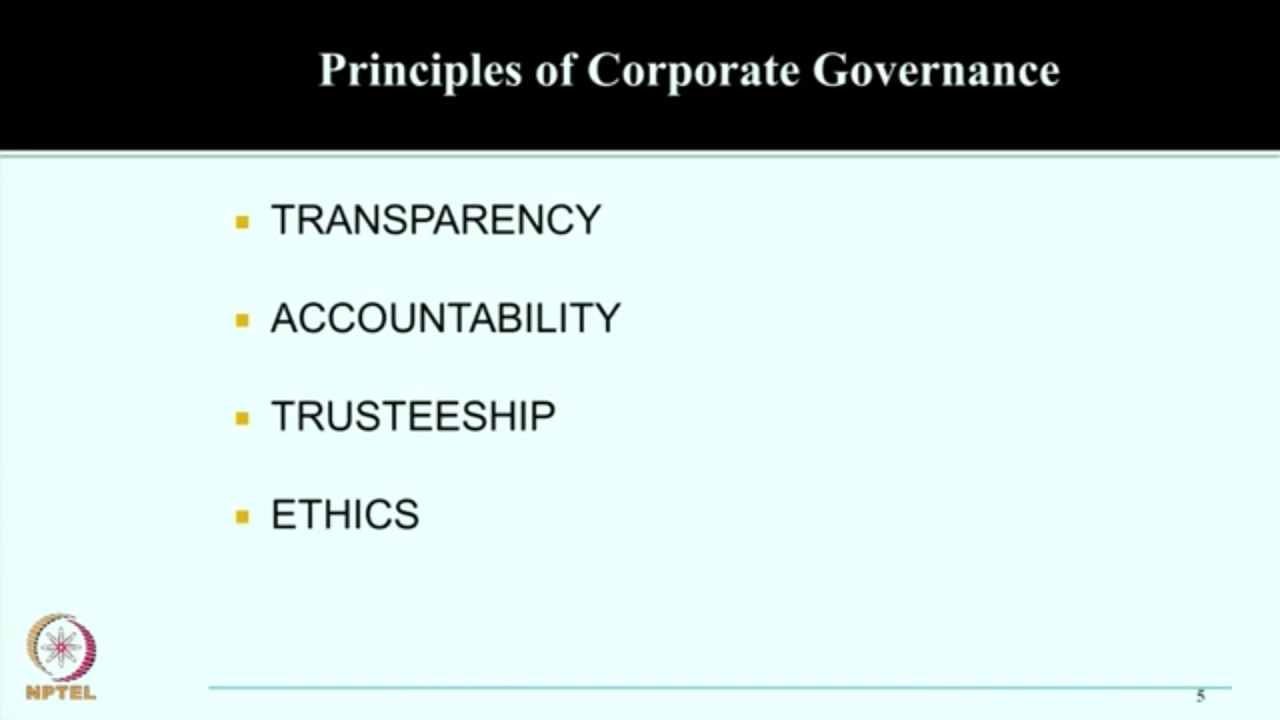 Principles of Corporate Governance
TRANSPARENCY
ACCOUNTABILITY
TRUSTEESHIP
ETHICS
NPTEL
5